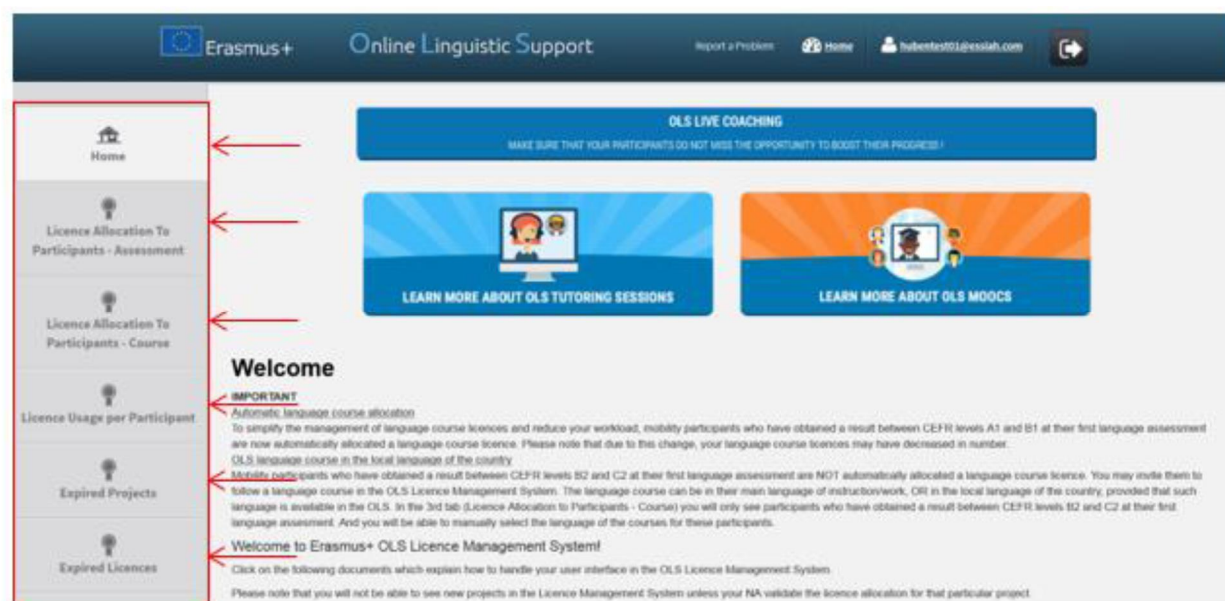 Erasmus+
Online Linguistic Support
Report a Problem
Home
hubentest01@esslah.com
Home
Licence Allocation To
Participants - Assessment
Licence Allocation To
Participants - Course
Licence Usage per Participant
Expired Projects
Expired Licences
OLS LIVE COACHING
MAKE SURE THAT YOUR PARTICIPANTS DO NOT MISS THE OPPORTUNITY TO BOOST THEIR PROGRESS!
LEARN MORE ABOUT OLS TUTORING SESSIONS
LEARN MORE ABOUT OLS MOOCS
Welcome
IMPORTANT
Automatic language course allocation
To simplify the management of language course licences and reduce your workload, mobility participants who have obtained a result between CEFR levels A1 and B1 at their first language assessment
are now automatically allocated a language course licence. Please note that due to this change, your language course licences may have decreased in number.
OLS language course in the local language of the country
Mobility participants who have obtained a result between CEFR levels B2 and C2 at their first language assessment are NOT automatically allocated a language course licence. You may invite them to
follow a language course in the OLS Licence Management System. The language course can be in their main language of instruction/work, OR in the local language of the country, provided that such
language is available in the OLS. In the 3rd tab (Licence Allocation to Participants - Course) you will only see participants who have obtained a result between CEFR levels B2 and C2 at their first
language assesment. And you will be able to manually select the language of the courses for these participants.
Welcome to Erasmus+ OLS Licence Management System!
Click on the following documents which explain how to handle your user interface in the OLS Licence Management System
Please note that you will not be able to see new projects in the Licence Management System unless your NA validate the licence allocation for that particular project.